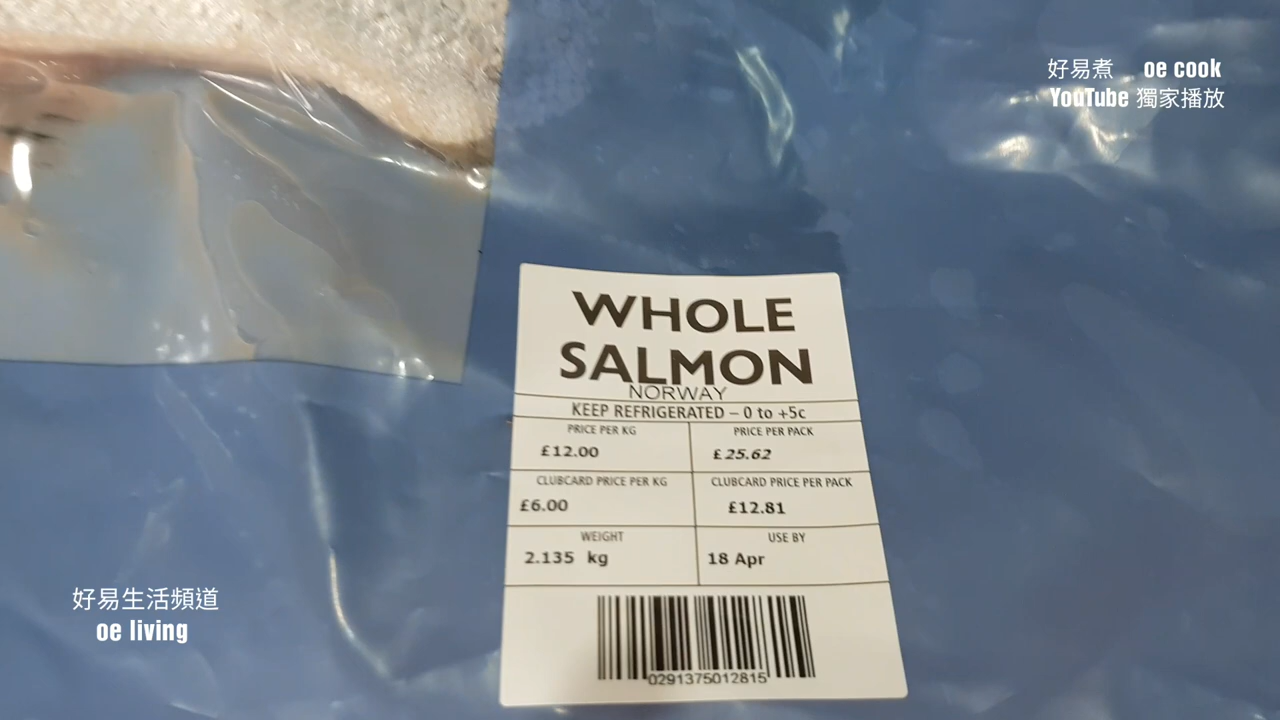 好易煮 oe cook
YouTube 獨家播放
WHOLE
SALMON
NORWAY
KEEP REFRIGERATED – 0 to +5c
PRICE PER KG PRICE PER PACK
£12.00 £25.62
CLUBCARD PRICE PER KG CLUBCARD PRICE PER PACK
£6.00 £12.81
WEIGHT USE BY
2.135 kg 18 Apr
0291375012815
好易生活頻道
oe living